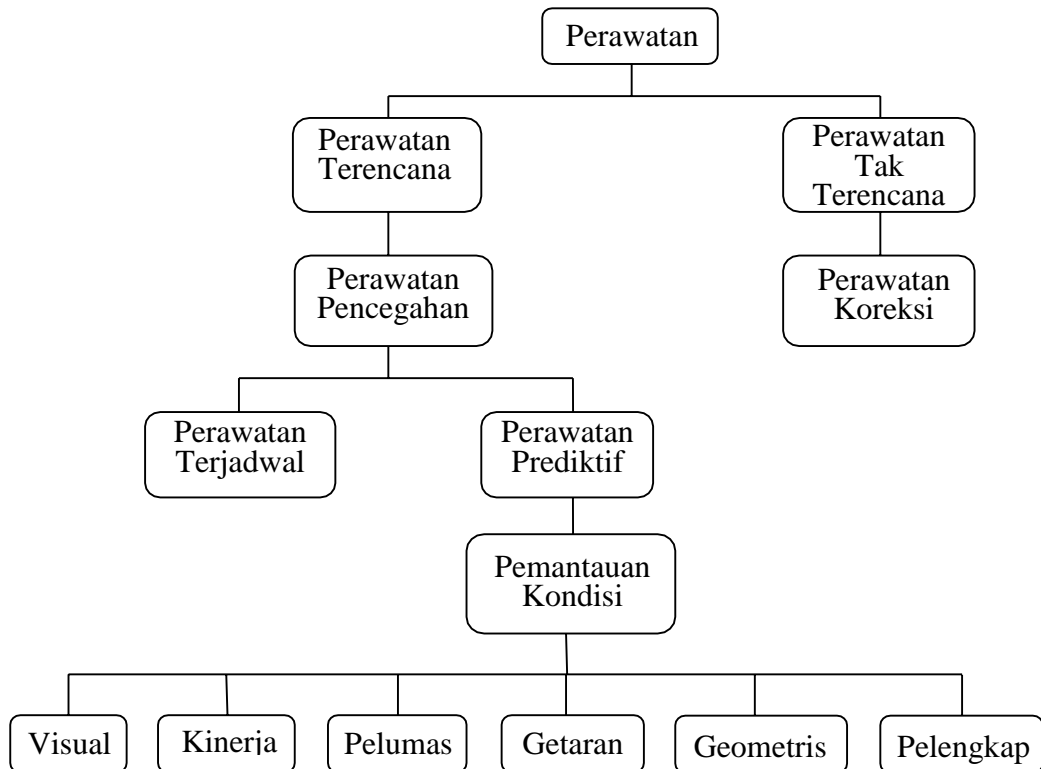 Perawatan
Perawatan
Terencana
Perawatan
Tak
Terencana
Perawatan
Pencegahan
Perawatan
Koreksi
Perawatan
Terjadwal
Perawatan
Prediktif
Pemantauan
Kondisi
Visual
Kinerja
Pelumas
Getaran
Geometris
Pelengkap